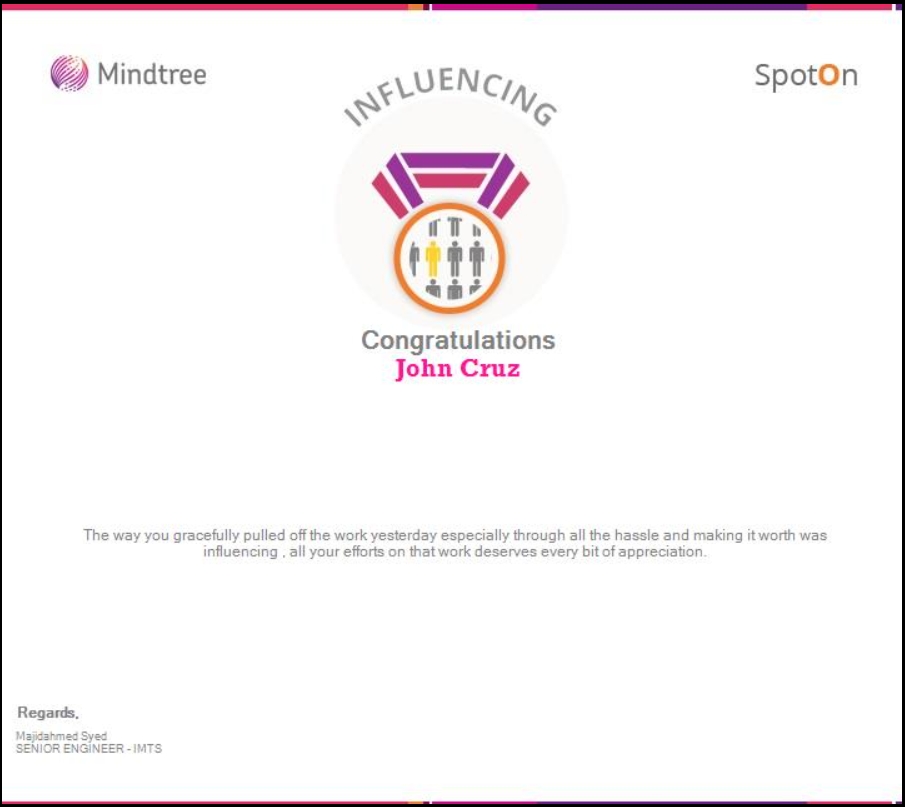 Mindtree
SpotOn
INFLUENCING
Congratulations
John Cruz
The way you gracefully pulled off the work yesterday especially through all the hassle and making it worth was
influencing , all your efforts on that work deserves every bit of appreciation.
Regards,
Majidahmed Syed
SENIOR ENGINEER - IMTS